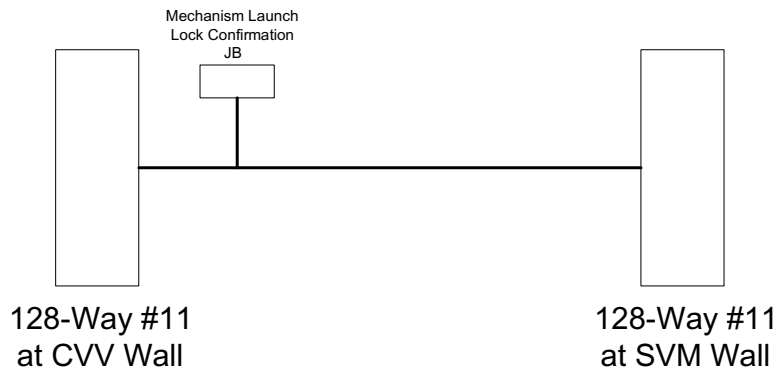 Mechanism Launch
Lock Confirmation
JB
128-Way #11
at CVV Wall
128-Way #11
at SVM Wall